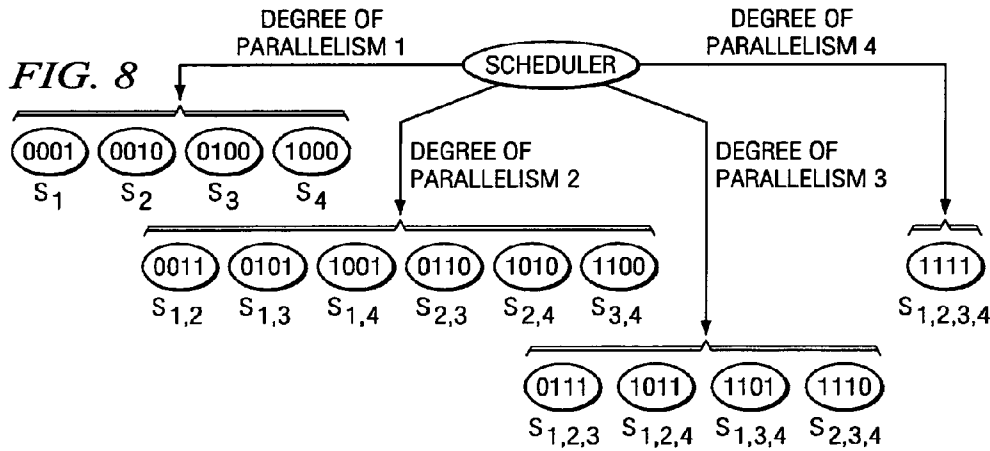 DEGREE OF
PARALLELISM 1
DEGREE OF
PARALLELISM 4
FIG. 8
SCHEDULER
0001 0010 0100 1000
S1 S2 S3 S4
DEGREE OF
PARALLELISM 2
DEGREE OF
PARALLELISM 3
0011 0101 1001 0110 1010 1100
S1,2 S1,3 S1,4 S2,3 S2,4 S3,4
1111
S1,2,3,4
0111 1011 1101 1110
S1,2,3 S1,2,4 S1,3,4 S2,3,4